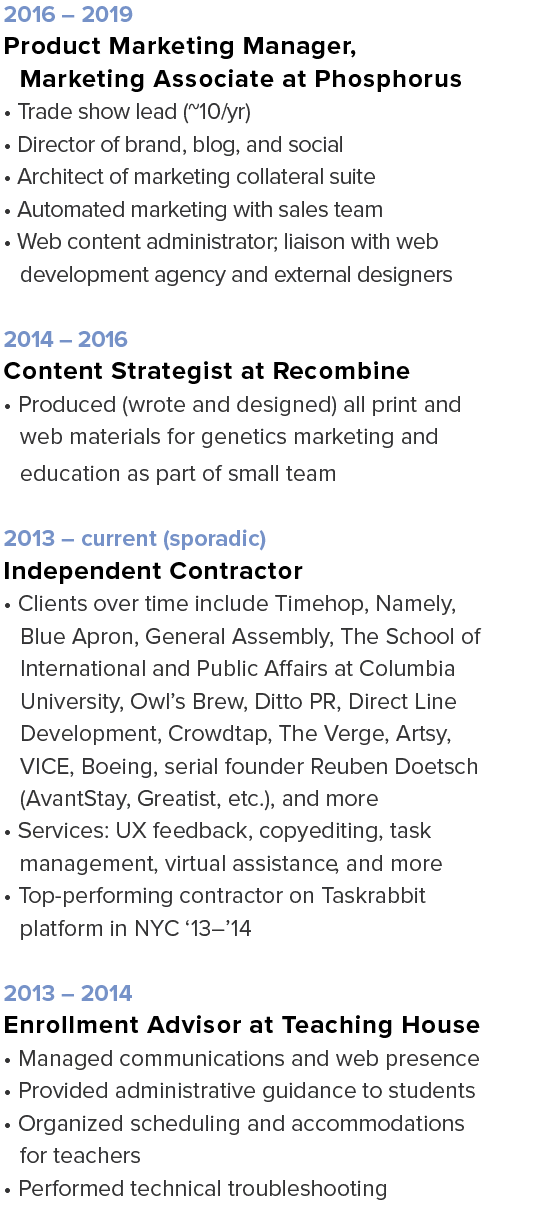 2016 – 2019
Product Marketing Manager,
Marketing Associate at Phosphorus
• Trade show lead (~10/yr)
• Director of brand, blog, and social
• Architect of marketing collateral suite
• Automated marketing with sales team
• Web content administrator; liaison with web
development agency and external designers
2014 – 2016
Content Strategist at Recombine
• Produced (wrote and designed) all print and
web materials for genetics marketing and
education as part of small team
2013 – current (sporadic)
Independent Contractor
• Clients over time include Timehop, Namely,
Blue Apron, General Assembly, The School of
International and Public Affairs at Columbia
University, Owl’s Brew, Ditto PR, Direct Line
Development, Crowdtap, The Verge, Artsy,
VICE, Boeing, serial founder Reuben Doetsch
(AvantStay, Greatist, etc.), and more
• Services: UX feedback, copyediting, task
management, virtual assistance, and more
• Top-performing contractor on Taskrabbit
platform in NYC ‘13–’14
2013 – 2014
Enrollment Advisor at Teaching House
• Managed communications and web presence
• Provided administrative guidance to students
• Organized scheduling and accommodations
for teachers
• Performed technical troubleshooting